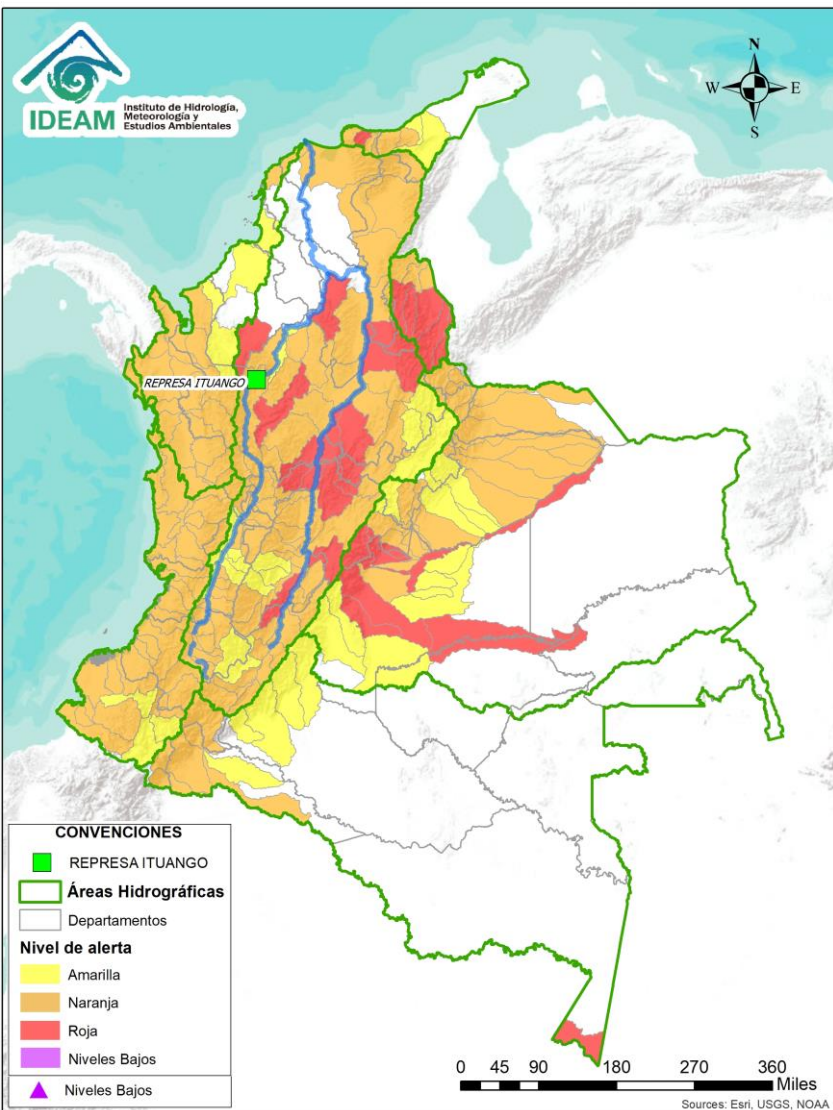 IDEAM
Instituto de Hidrología,
Meteorología y
Estudios Ambientales
N
W
E
S
REPRESA ITUANGO
CONVENCIONES
REPRESA ITUANGO
Áreas Hidrográficas
Departamentos
Nivel de alerta
Amarilla
Naranja
Roja
Niveles Bajos
Niveles Bajos
0 45 90 180 270 360
Miles
Sources: Esri, USGS, NOAA